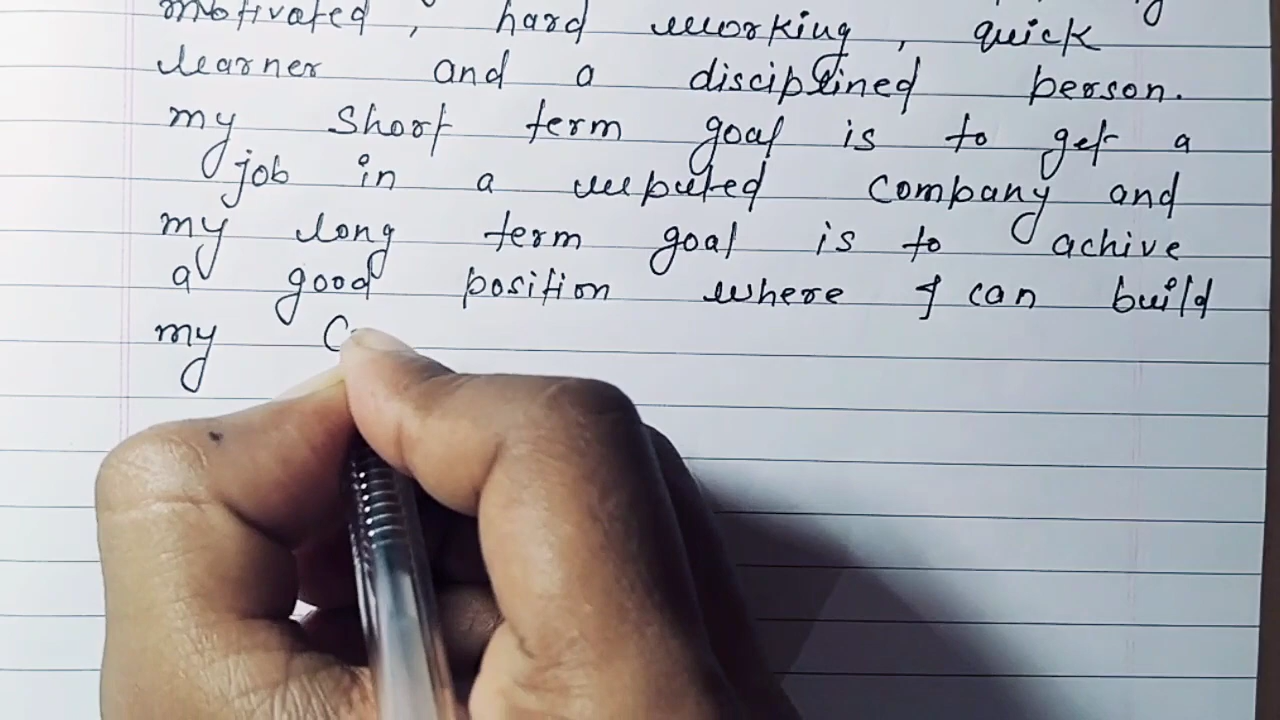 motivated, hard working, quick
learner and a disciplined person.
my short term goal is to get a
job in a reputed company and
my long term goal is to achive
a good position where I can build
my C